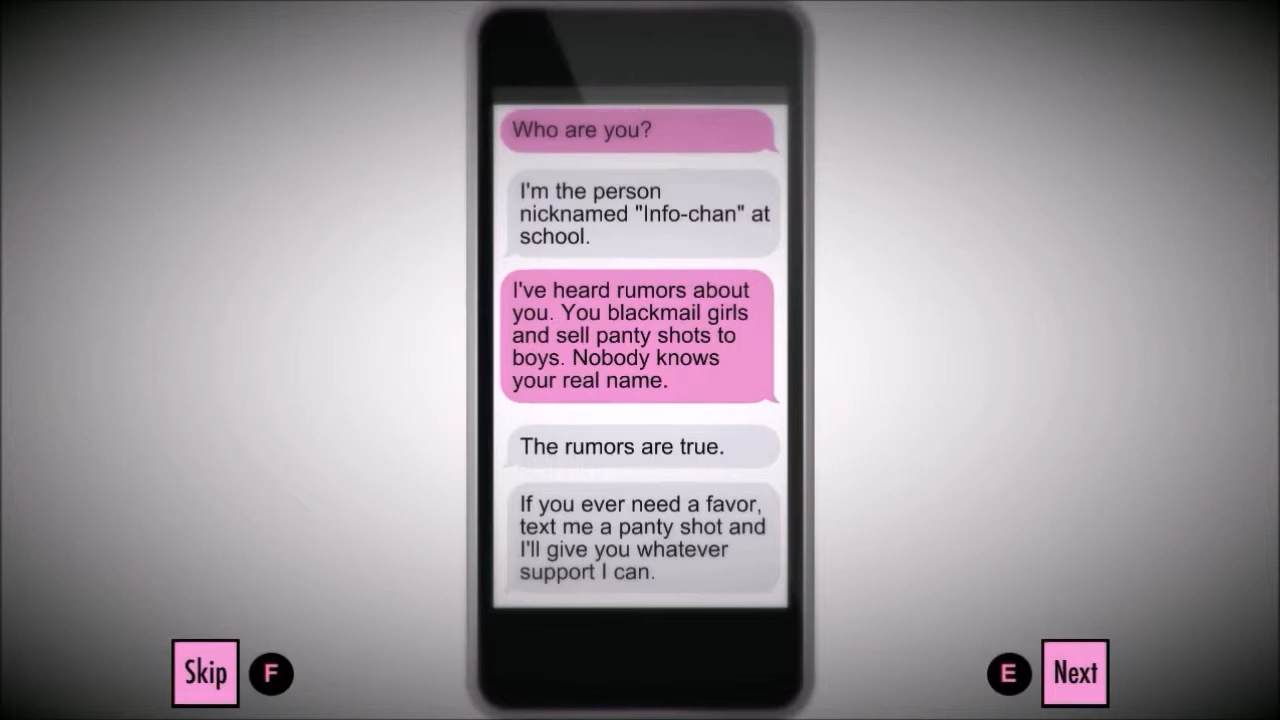 Who are you?
I'm the person
nicknamed "Info-chan" at
school.
I've heard rumors about
you. You blackmail girls
and sell panty shots to
boys. Nobody knows
your real name.
The rumors are true.
If you ever need a favor,
text me a panty shot and
I'll give you whatever
support I can.
Skip F E Next